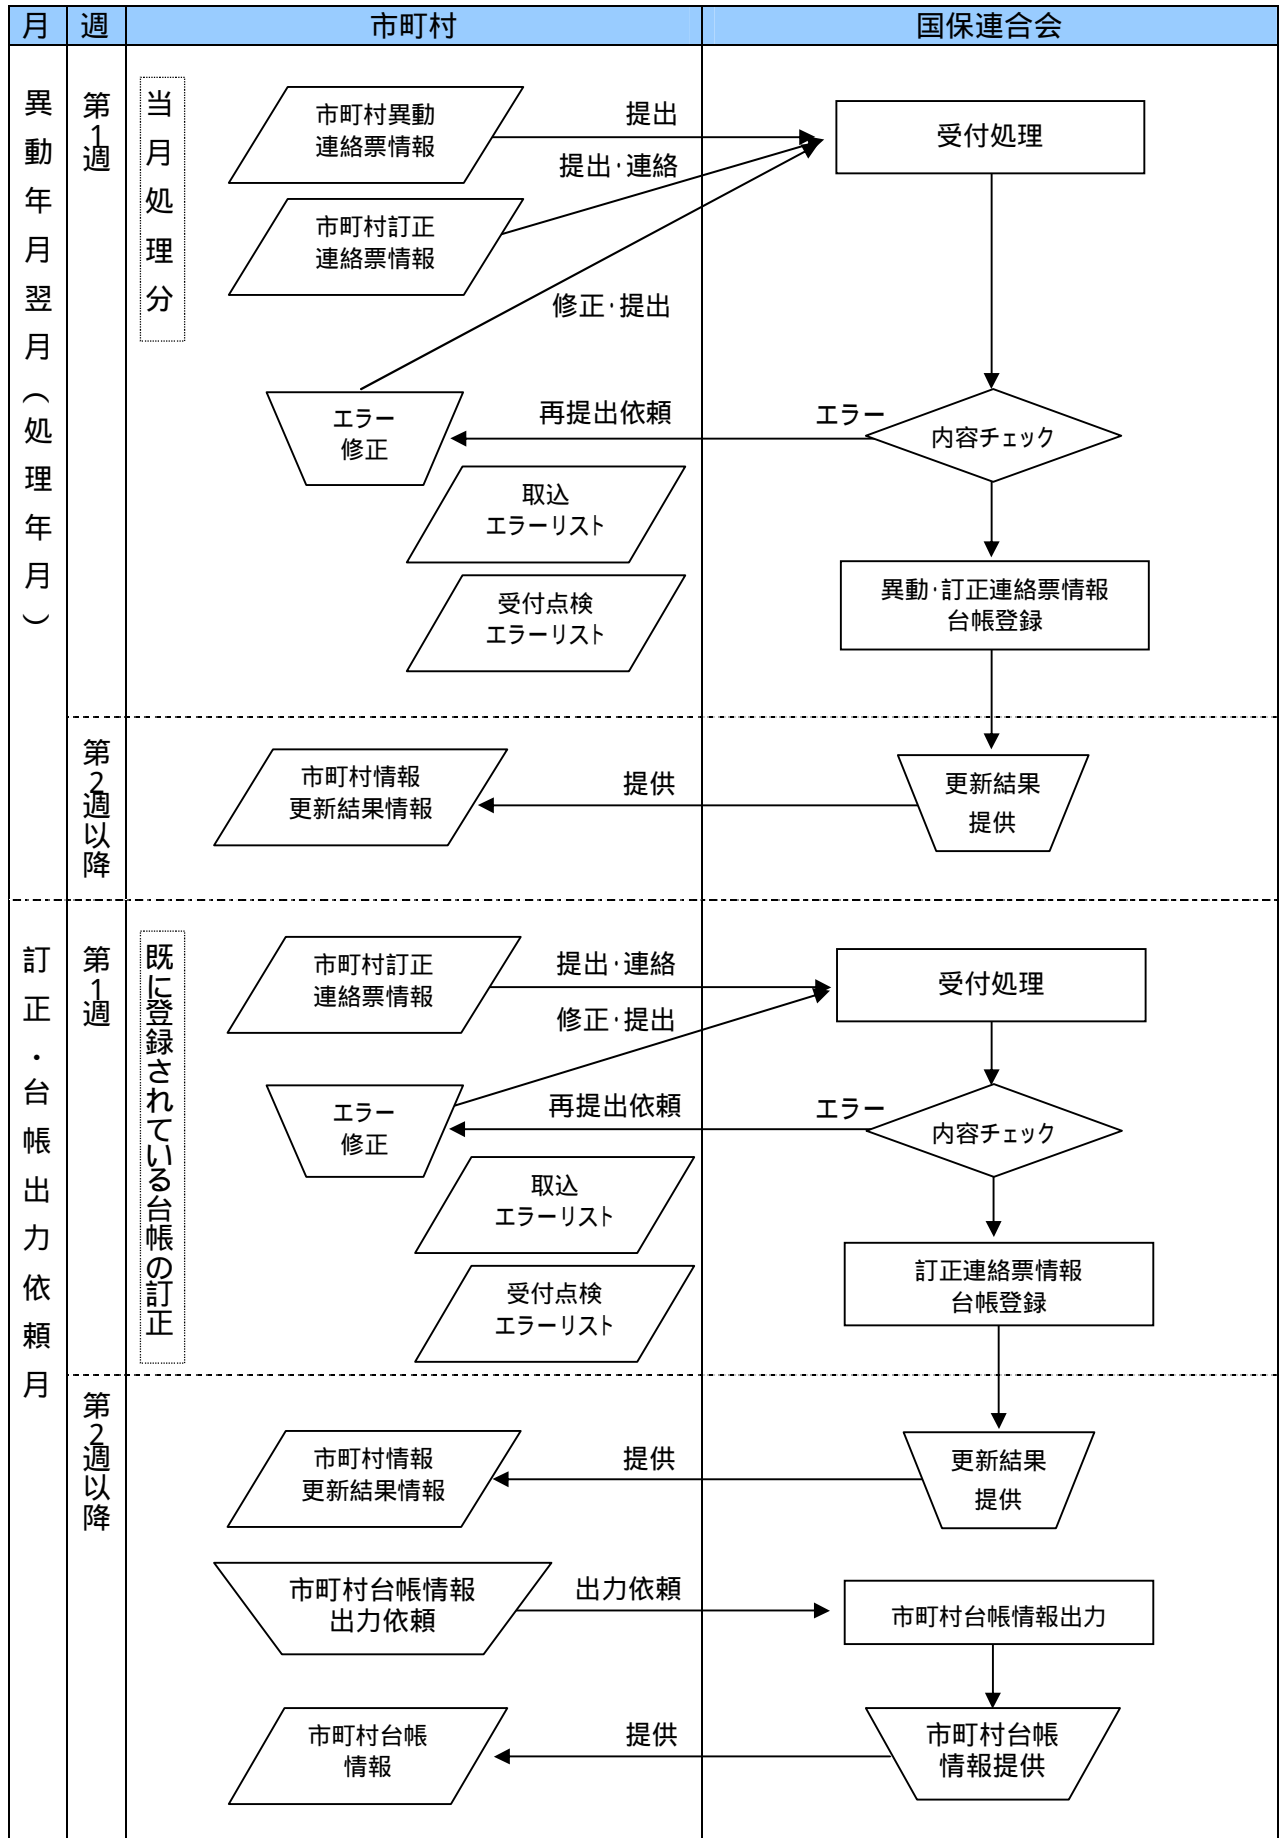 月 週 市町村 国保連合会
異動年月翌月（処理年月）
第1週
当月処理分
市町村異動
連絡票情報
提出
受付処理
提出・連絡
市町村訂正
連絡票情報
修正・提出
エラー
修正
再提出依頼
エラー
内容チェック
取込
エラーリスト
受付点検
エラーリスト
異動・訂正連絡票情報
台帳登録
第2週以降
市町村情報
更新結果情報
提供
更新結果
提供
訂正・台帳出力依頼月
第1週
既に登録されている台帳の訂正
市町村訂正
連絡票情報
提出・連絡
受付処理
修正・提出
エラー
修正
再提出依頼
エラー
内容チェック
取込
エラーリスト
受付点検
エラーリスト
訂正連絡票情報
台帳登録
第2週以降
市町村情報
更新結果情報
提供
更新結果
提供
市町村台帳情報
出力依頼
出力依頼
市町村台帳情報出力
市町村台帳
情報
提供
市町村台帳
情報提供